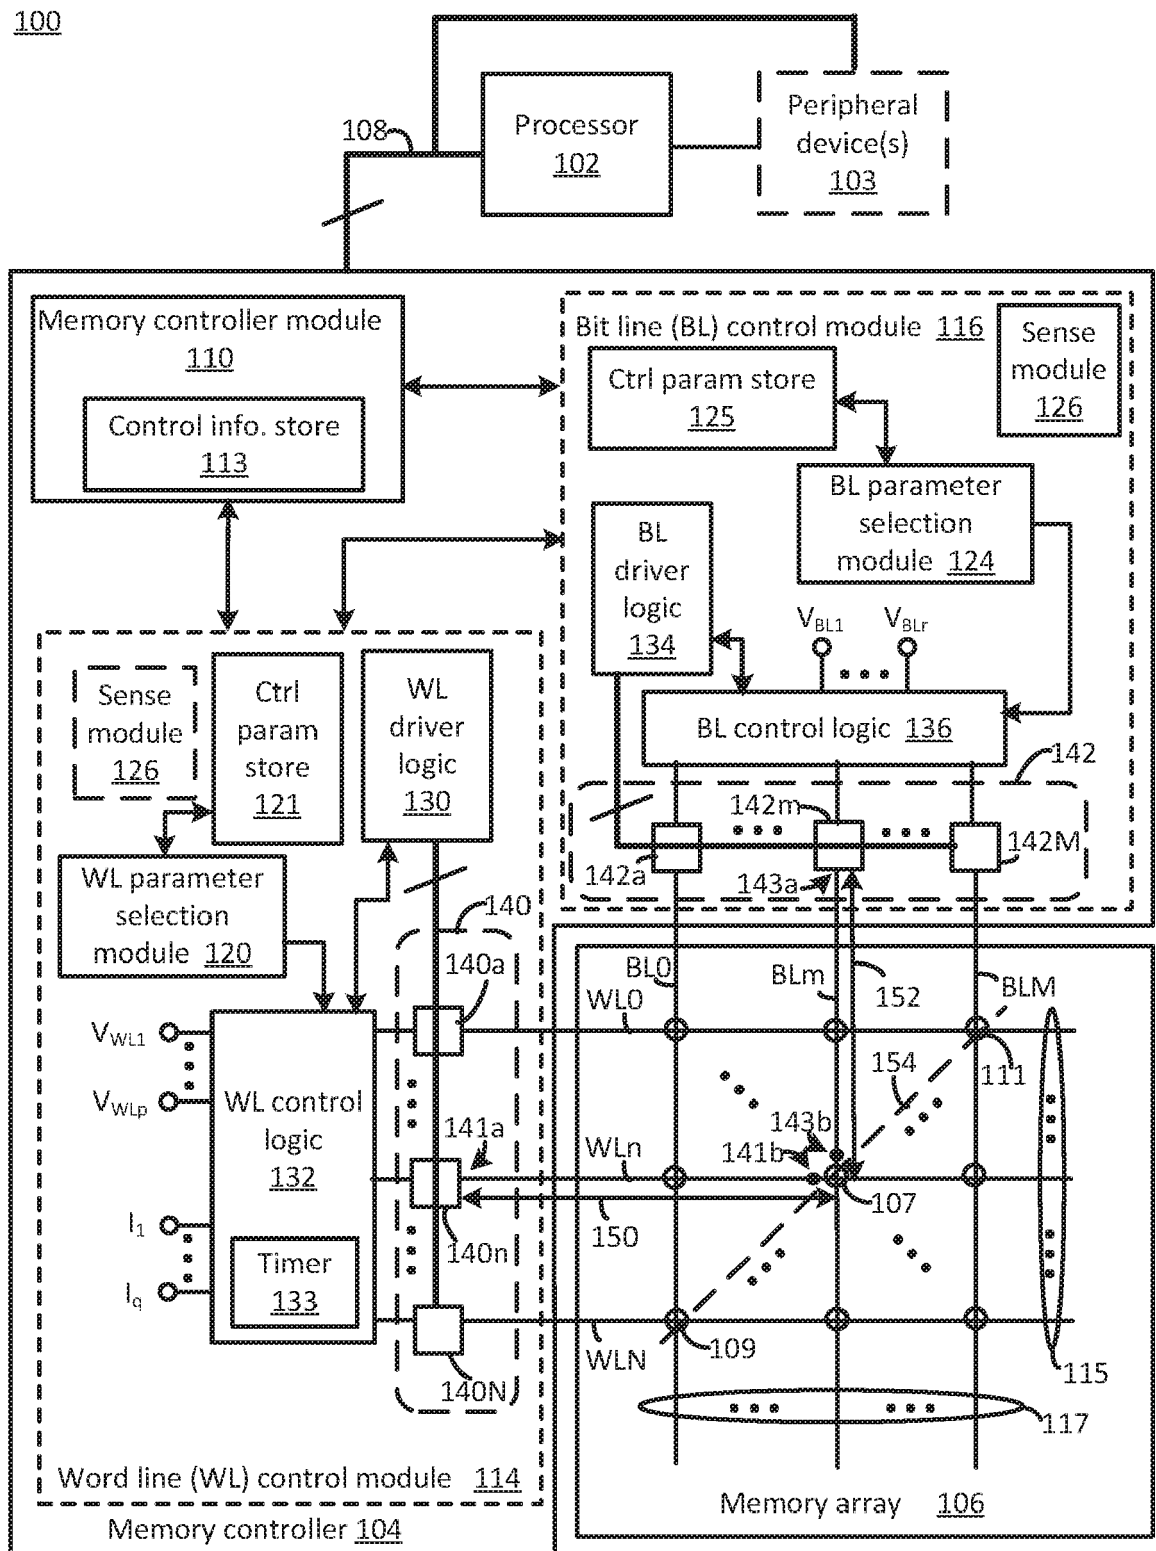 100
Processor
102
Peripheral
device(s)
103
108
Memory controller module
110
Control info. store
113
Bit line (BL) control module 116
Sense
module
126
Ctrl param store
125
BL parameter
selection
module 124
BL
driver
logic
134
VBL1
VBLr
BL control logic 136
142
142m
142a
143a
142M
Sense
module
126
Ctrl
param
store
121
WL
driver
logic
130
WL parameter
selection
module 120
140
140a
VWL1
VWLp
WL control
logic
132
I1
Iq
Timer
133
141a
140n
140N
Word line (WL) control module 114
Memory controller 104
BL0
BLm
152
BLM
WL0
154
111
143b
141b
WLn
107
150
WLN
109
115
117
Memory array 106